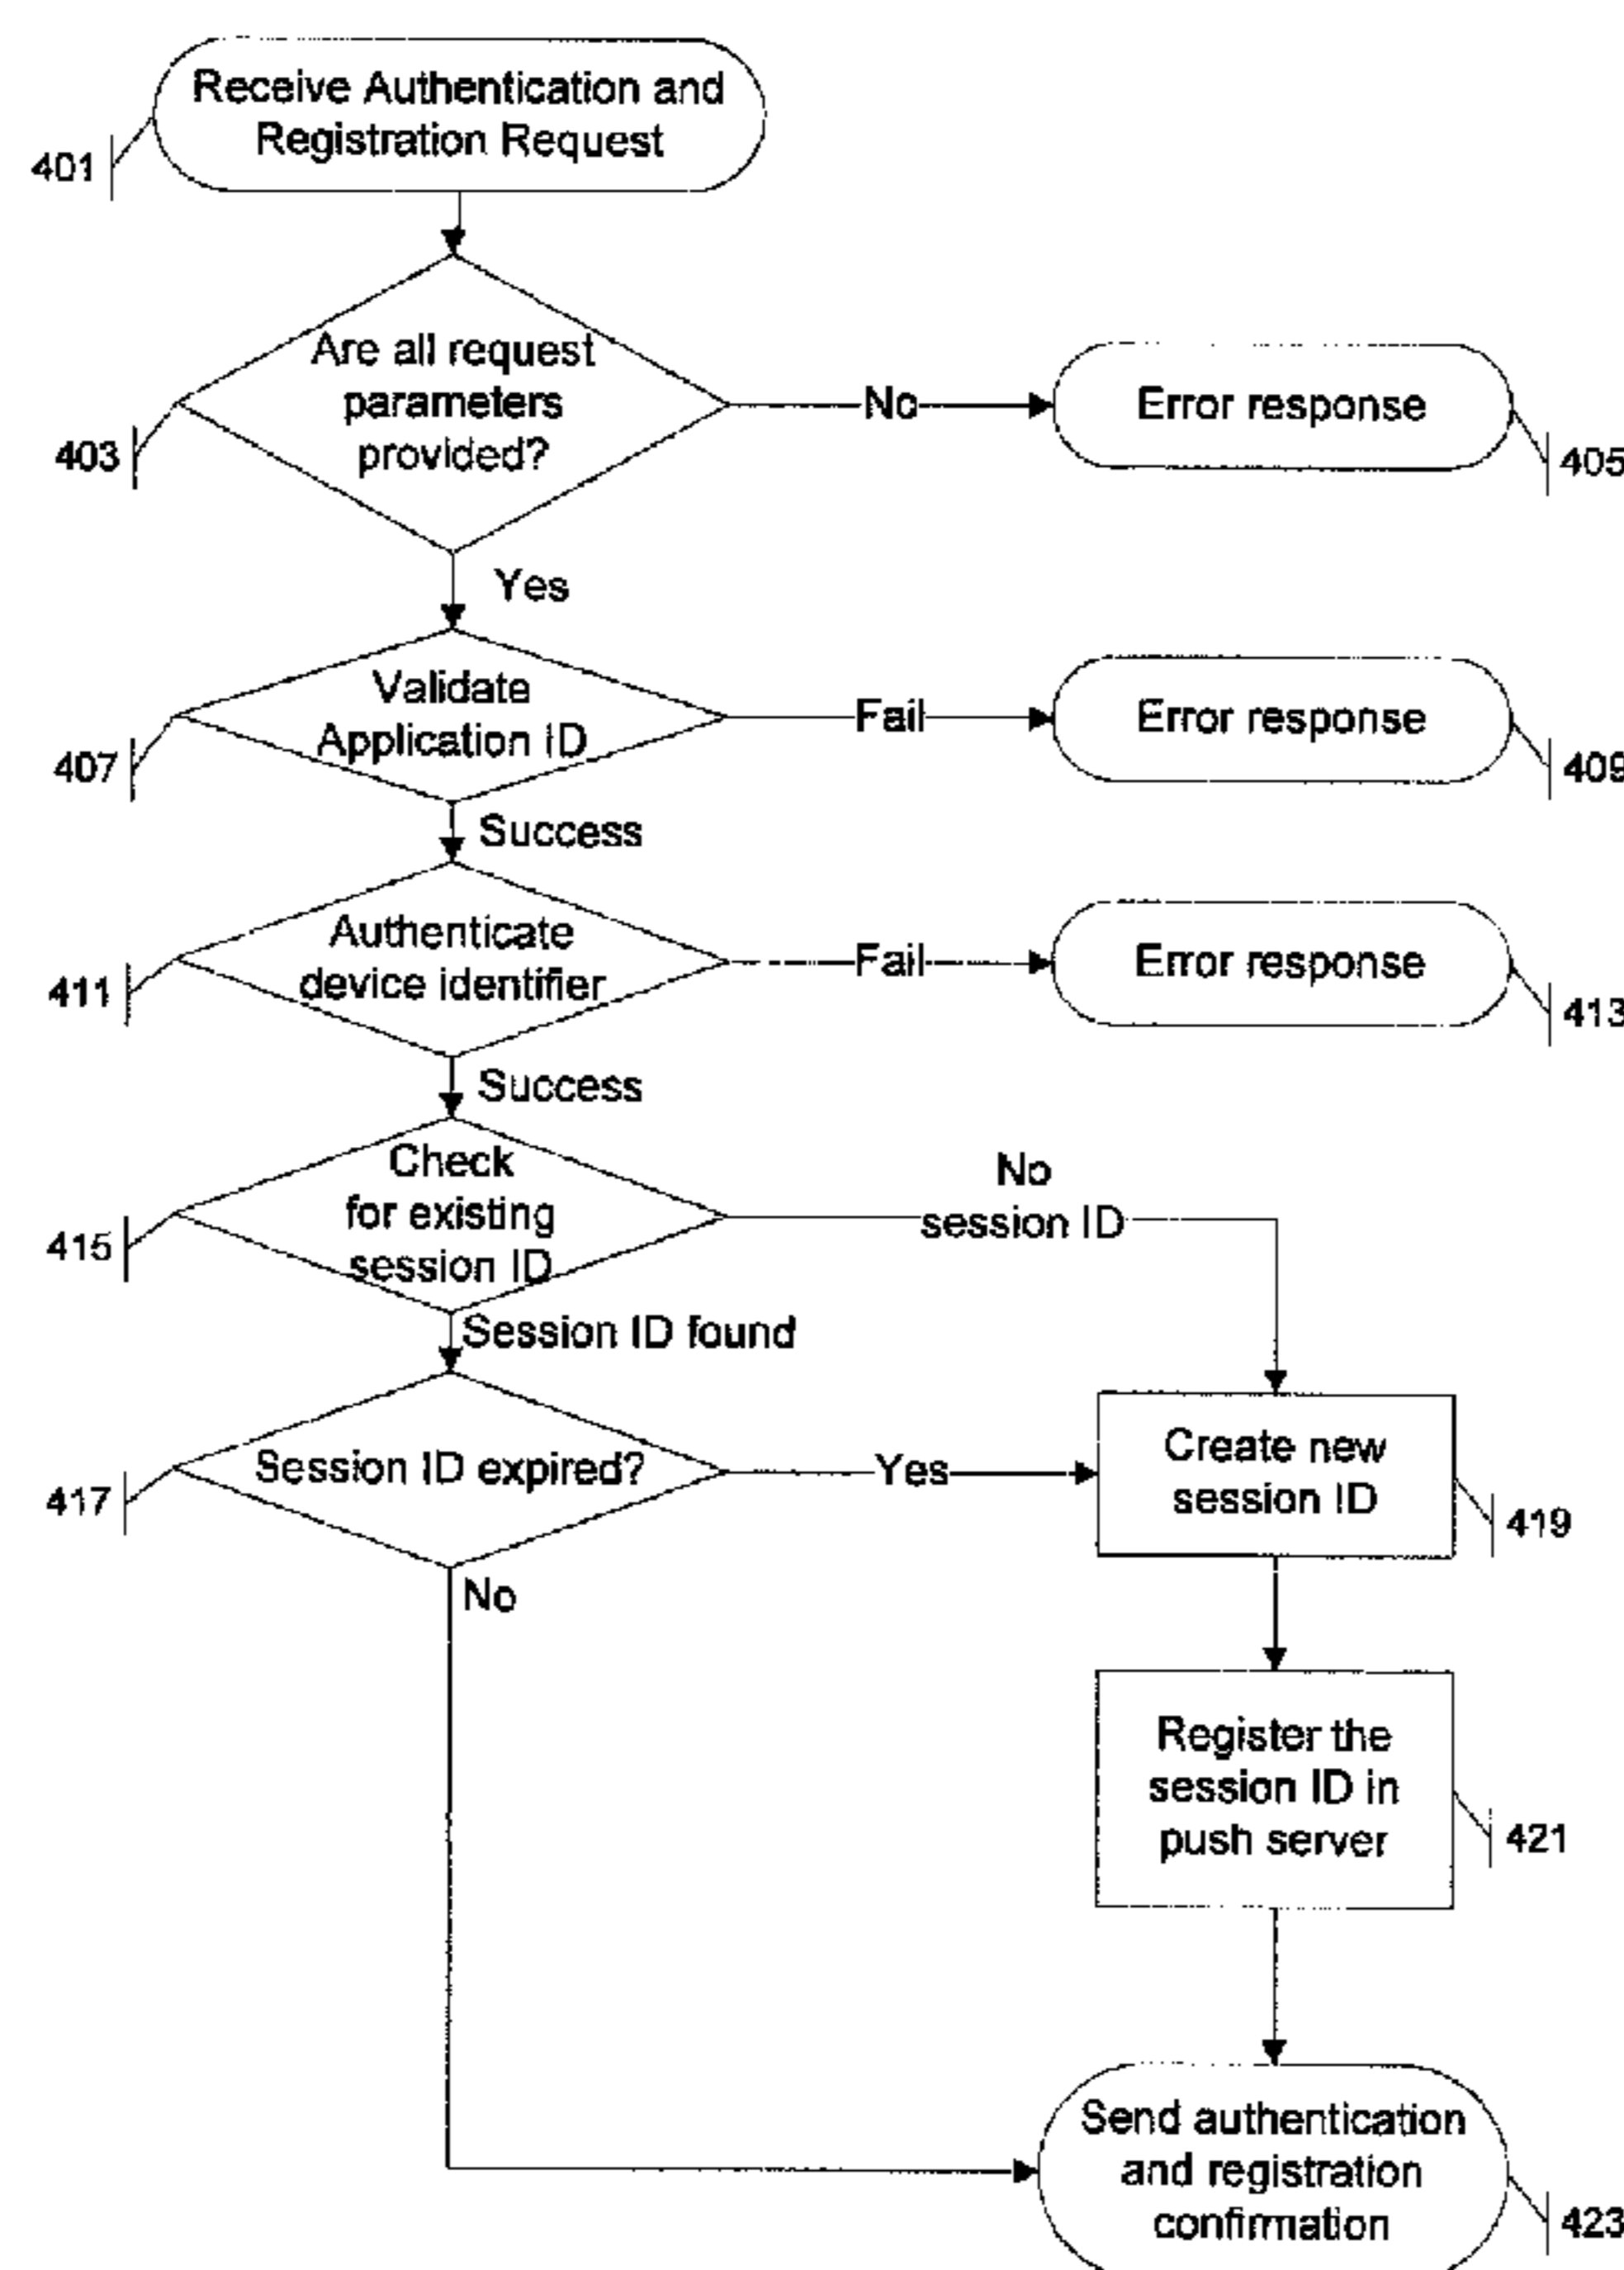 Receive Authentication and
Registration Request
401
Are all request
parameters
provided?
403
No
Error response
405
Yes
Validate
Application ID
407
Fail
Error response
409
Success
Authenticate
device identifier
411
Fail
Error response
413
Success
Check
for existing
session ID
415
No
session ID
Session ID found
Session ID expired?
417
Yes
Create new
session ID
419
No
Register the
session ID in
push server
421
Send authentication
and registration
confirmation
423